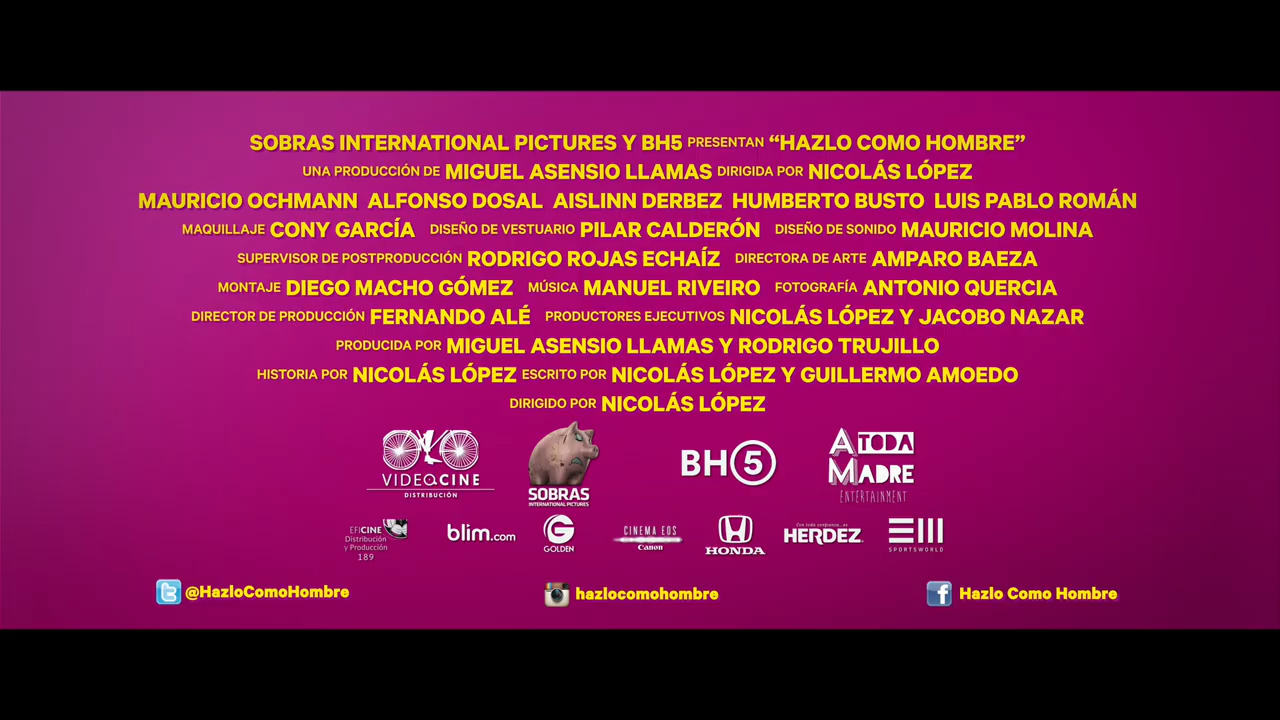 SOBRAS INTERNATIONAL PICTURES Y BH5 PRESENTAN “HAZLO COMO HOMBRE”
UNA PRODUCCIÓN DE MIGUEL ASENSIO LLAMAS DIRIGIDA POR NICOLÁS LÓPEZ
MAURICIO OCHMANN ALFONSO DOSAL AISLINN DERBEZ HUMBERTO BUSTO LUIS PABLO ROMÁN
MAQUILLAJE CONY GARCÍA DISEÑO DE VESTUARIO PILAR CALDERÓN DISEÑO DE SONIDO MAURICIO MOLINA
SUPERVISOR DE POSTPRODUCCIÓN RODRIGO ROJAS ECHAÍZ DIRECTORA DE ARTE AMPARO BAEZA
MONTAJE DIEGO MACHO GÓMEZ MÚSICA MANUEL RIVEIRO FOTOGRAFÍA ANTONIO QUERCIA
DIRECTOR DE PRODUCCIÓN FERNANDO ALÉ PRODUCTORES EJECUTIVOS NICOLÁS LÓPEZ Y JACOBO NAZAR
PRODUCIDA POR MIGUEL ASENSIO LLAMAS Y RODRIGO TRUJILLO
HISTORIA POR NICOLÁS LÓPEZ ESCRITO POR NICOLÁS LÓPEZ Y GUILLERMO AMOEDO
DIRIGIDO POR NICOLÁS LÓPEZ
VIDEOCINE
DISTRIBUCIÓN
SOBRAS
INTERNATIONAL PICTURES
BH5
A TODA
MADRE
ENTERTAINMENT
EFICINE
Distribución
y Producción
189
blim.com
G
GOLDEN
CINEMA EOS
Canon
HONDA
Con toda confianza...es
HERDEZ.
SPORTSWORLD
@HazloComoHombre
hazlocomohombre
Hazlo Como Hombre